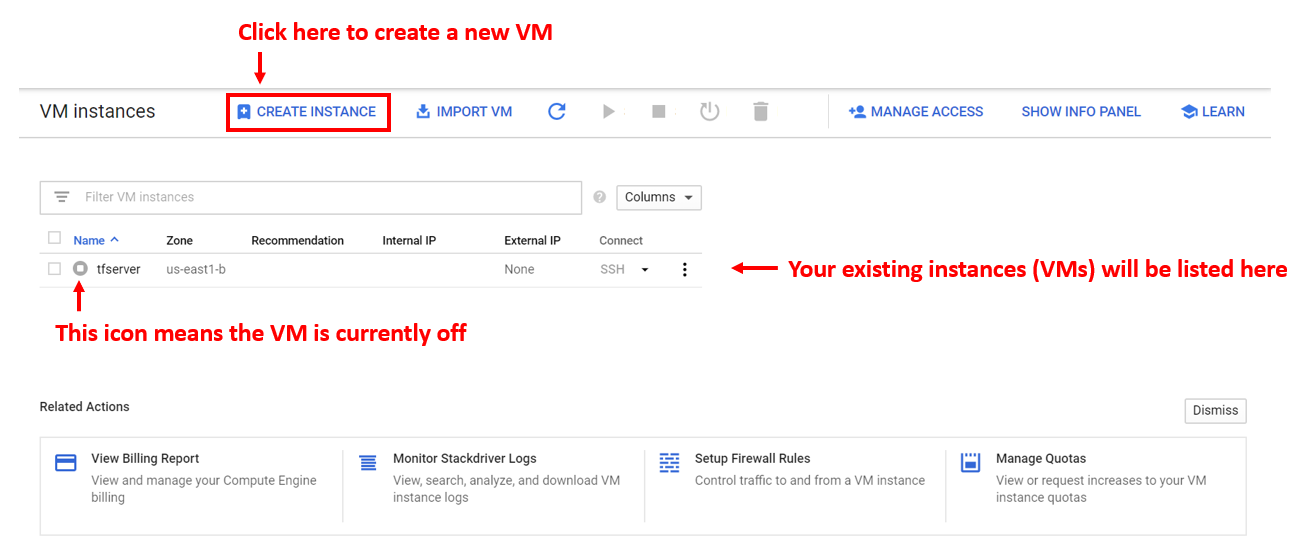 Click here to create a new VM
VM instances
CREATE INSTANCE
IMPORT VM
MANAGE ACCESS
SHOW INFO PANEL
LEARN
Filter VM instances
?
Columns
Name
Zone
Recommendation
Internal IP
External IP
Connect
tfserver
us-east1-b
None
SSH
Your existing instances (VMs) will be listed here
This icon means the VM is currently off
Related Actions
Dismiss
View Billing Report
View and manage your Compute Engine
billing
Monitor Stackdriver Logs
View, search, analyze, and download VM
instance logs
Setup Firewall Rules
Control traffic to and from a VM instance
Manage Quotas
View or request increases to your VM
instance quotas